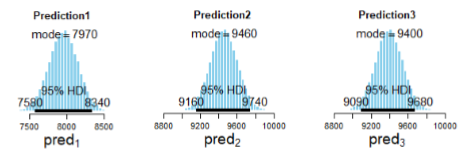 Prediction1
mode = 7970
95% HDI
7580 8340
7500 8000 8500
pred1
Prediction2
mode = 9460
95% HDI
9160 9740
8800 9200 9600 10000
pred2
Prediction3
mode = 9400
95% HDI
9090 9680
8800 9200 9600 10000
pred3